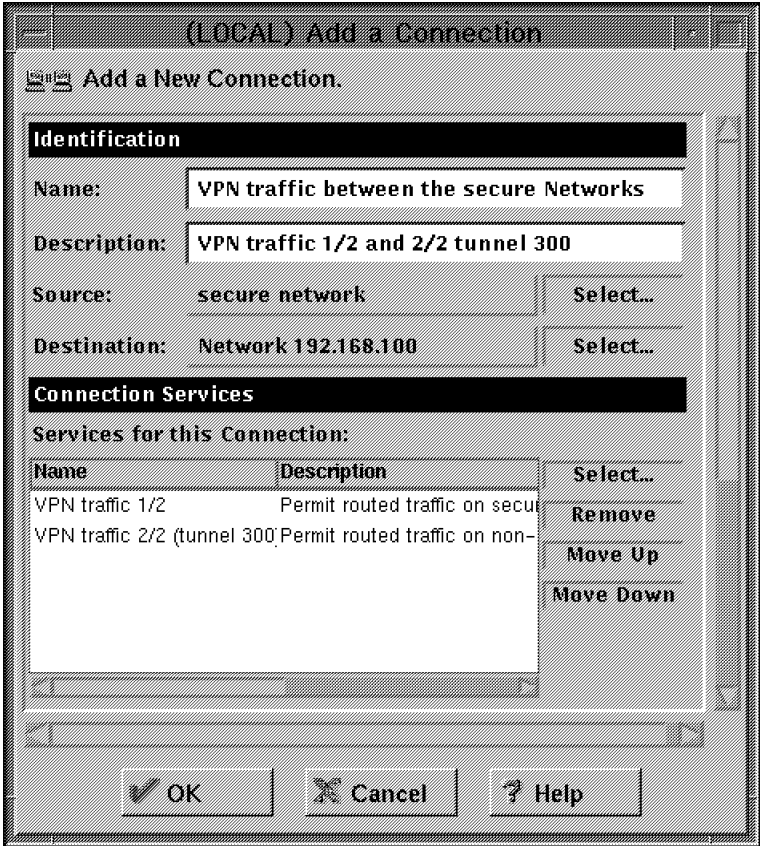 (LOCAL) Add a Connection
Add a New Connection.
Identification
Name: VPN traffic between the secure Networks
Description: VPN traffic 1/2 and 2/2 tunnel 300
Source: secure network Select...
Destination: Network 192.168.100 Select...
Connection Services
Services for this Connection:
Name Description Select...
VPN traffic 1/2 Permit routed traffic on secu
Remove
VPN traffic 2/2 (tunnel 300 Permit routed traffic on non-
Move Up
Move Down
OK Cancel Help